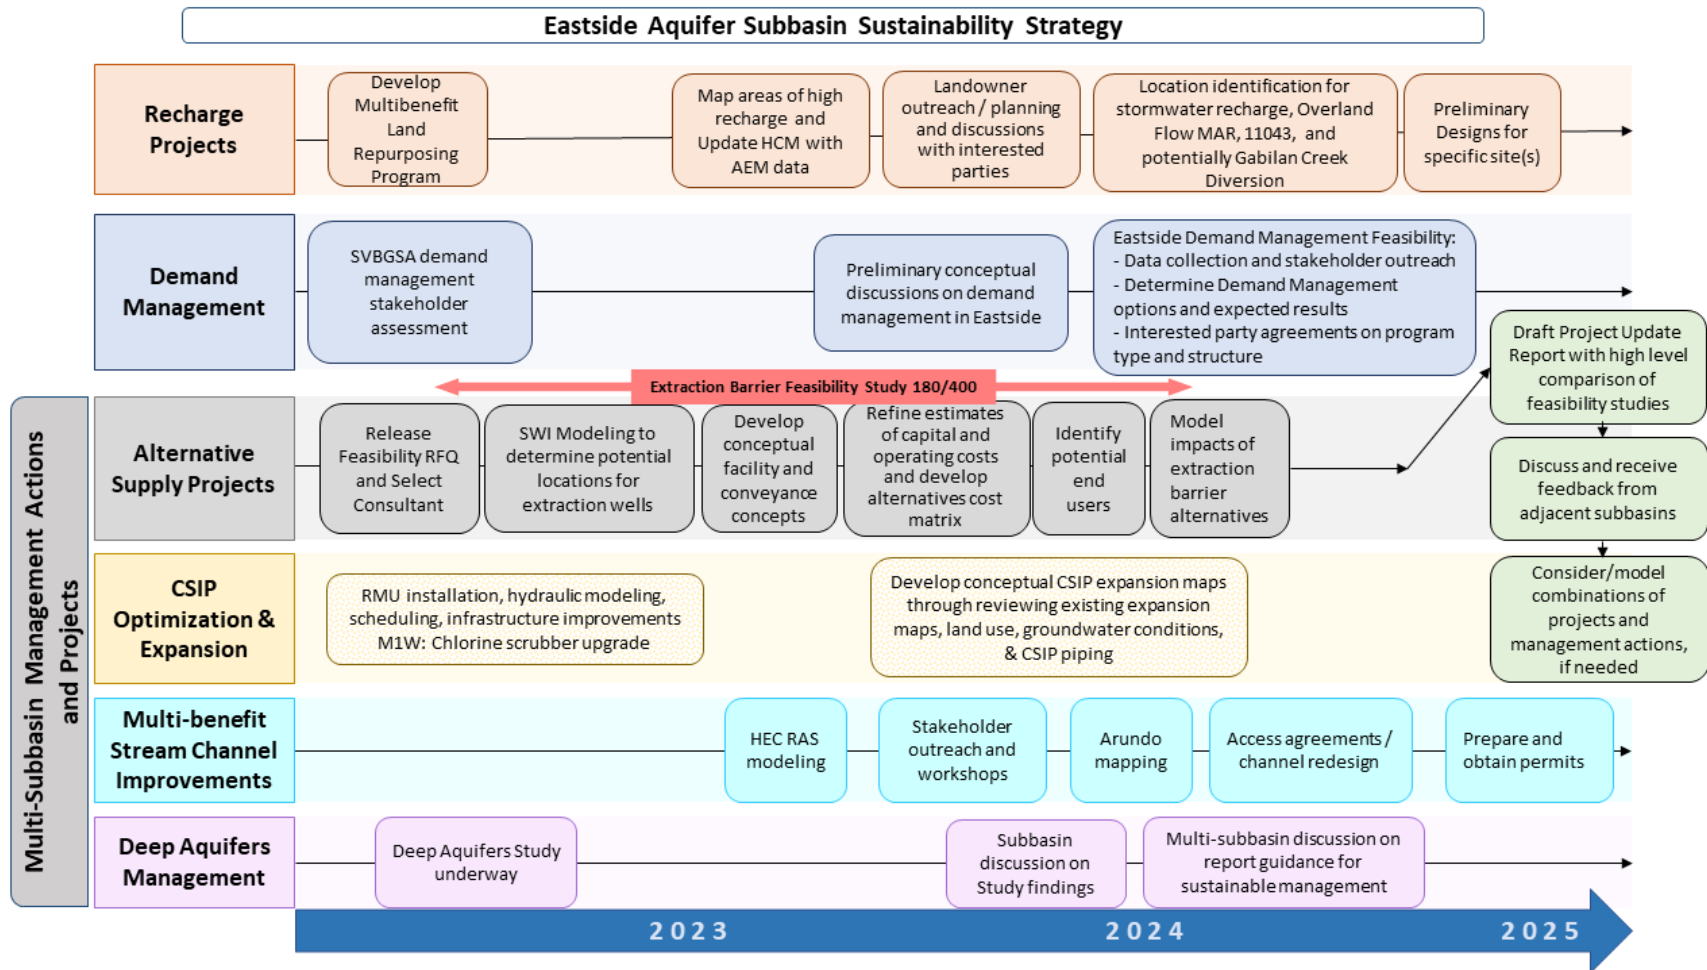 Eastside Aquifer Subbasin Sustainability Strategy
Recharge
Projects
Develop
Multibenefit
Land
Repurposing
Program
Map areas of high
recharge and
Update HCM with
AEM data
Landowner
outreach / planning
and discussions
with interested
parties
Location identification for
stormwater recharge, Overland
Flow MAR, 11043, and
potentially Gabilan Creek
Diversion
Preliminary
Designs for
specific site(s)
Demand
Management
SVBGSA demand
management
stakeholder
assessment
Preliminary conceptual
discussions on demand
management in Eastside
Eastside Demand Management Feasibility:
- Data collection and stakeholder outreach
- Determine Demand Management
options and expected results
- Interested party agreements on program
type and structure
Draft Project Update
Report with high level
comparison of
feasibility studies
Extraction Barrier Feasibility Study 180/400
Multi-Subbasin Management Actions
and Projects
Alternative
Supply Projects
Release
Feasibility RFQ
and Select
Consultant
SWI Modeling to
determine potential
locations for
extraction wells
Develop
conceptual
facility and
conveyance
concepts
Refine estimates
of capital and
operating costs
and develop
alternatives cost
matrix
Identify
potential
end
users
Model
impacts of
extraction
barrier
alternatives
Discuss and receive
feedback from
adjacent subbasins
CSIP
Optimization &
Expansion
RMU installation, hydraulic modeling,
scheduling, infrastructure improvements
M1W: Chlorine scrubber upgrade
Develop conceptual CSIP expansion maps
through reviewing existing expansion
maps, land use, groundwater conditions,
& CSIP piping
Consider/model
combinations of
projects and
management actions,
if needed
Multi-benefit
Stream Channel
Improvements
HEC RAS
modeling
Stakeholder
outreach and
workshops
Arundo
mapping
Access agreements /
channel redesign
Prepare and
obtain permits
Deep Aquifers
Management
Deep Aquifers Study
underway
Subbasin
discussion on
Study findings
Multi-subbasin discussion on
report guidance for
sustainable management
2023
2024
2025